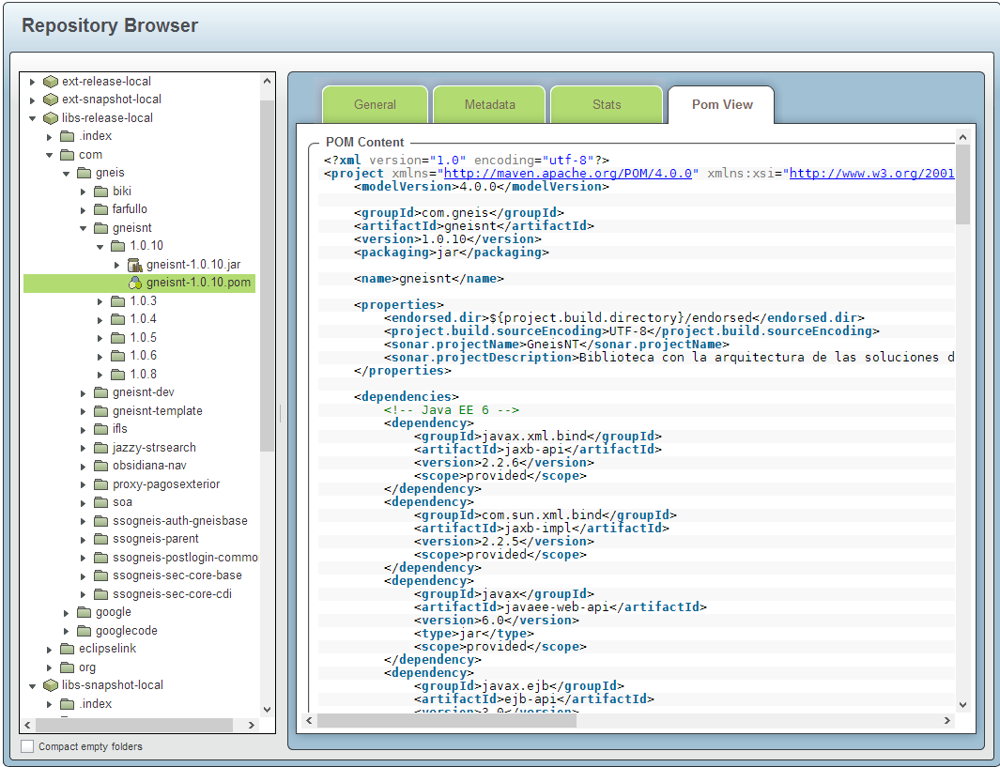 Repository Browser
ext-release-local
ext-snapshot-local
libs-release-local
.index
com
gneis
biki
farfullo
gneisnt
1.0.10
gneisnt-1.0.10.jar
gneisnt-1.0.10.pom
1.0.3
1.0.4
1.0.5
1.0.6
1.0.8
gneisnt-dev
gneisnt-template
ifls
jazzy-strsearch
obsidiana-nav
proxy-pagosexterior
soa
ssogneis-auth-gneisbase
ssogneis-parent
ssogneis-postlogin-commo
ssogneis-sec-core-base
ssogneis-sec-core-cdi
google
googlecode
eclipselink
org
libs-snapshot-local
.index
Compact empty folders
General Metadata Stats Pom View
POM Content
<?xml version="1.0" encoding="utf-8"?>
<project xmlns="http://maven.apache.org/POM/4.0.0" xmlns:xsi="http://www.w3.org/2001
<modelVersion>4.0.0</modelVersion>
<groupId>com.gneis</groupId>
<artifactId>gneisnt</artifactId>
<version>1.0.10</version>
<packaging>jar</packaging>
<name>gneisnt</name>
<properties>
<endorsed.dir>${project.build.directory}/endorsed</endorsed.dir>
<project.build.sourceEncoding>UTF-8</project.build.sourceEncoding>
<sonar.projectName>GneisNT</sonar.projectName>
<sonar.projectDescription>Biblioteca con la arquitectura de las soluciones d
</properties>
<dependencies>
<!-- Java EE 6 -->
<dependency>
<groupId>javax.xml.bind</groupId>
<artifactId>jaxb-api</artifactId>
<version>2.2.6</version>
<scope>provided</scope>
</dependency>
<dependency>
<groupId>com.sun.xml.bind</groupId>
<artifactId>jaxb-impl</artifactId>
<version>2.2.5</version>
<scope>provided</scope>
</dependency>
<dependency>
<groupId>javax</groupId>
<artifactId>javaee-web-api</artifactId>
<version>6.0</version>
<type>jar</type>
<scope>provided</scope>
</dependency>
<dependency>
<groupId>javax.ejb</groupId>
<artifactId>ejb-api</artifactId>
<version>3.0</version>